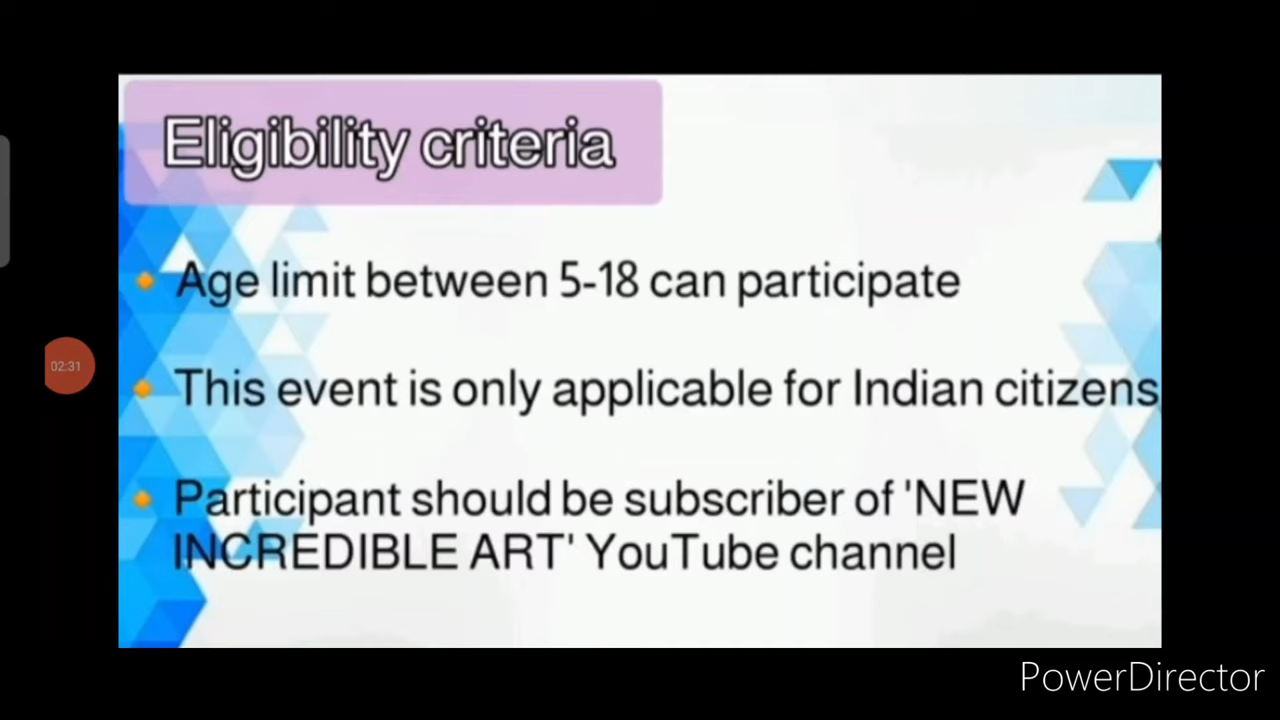 Eligibility criteria
Age limit between 5-18 can participate
02:31
This event is only applicable for Indian citizens
Participant should be subscriber of 'NEW
INCREDIBLE ART' YouTube channel
PowerDirector